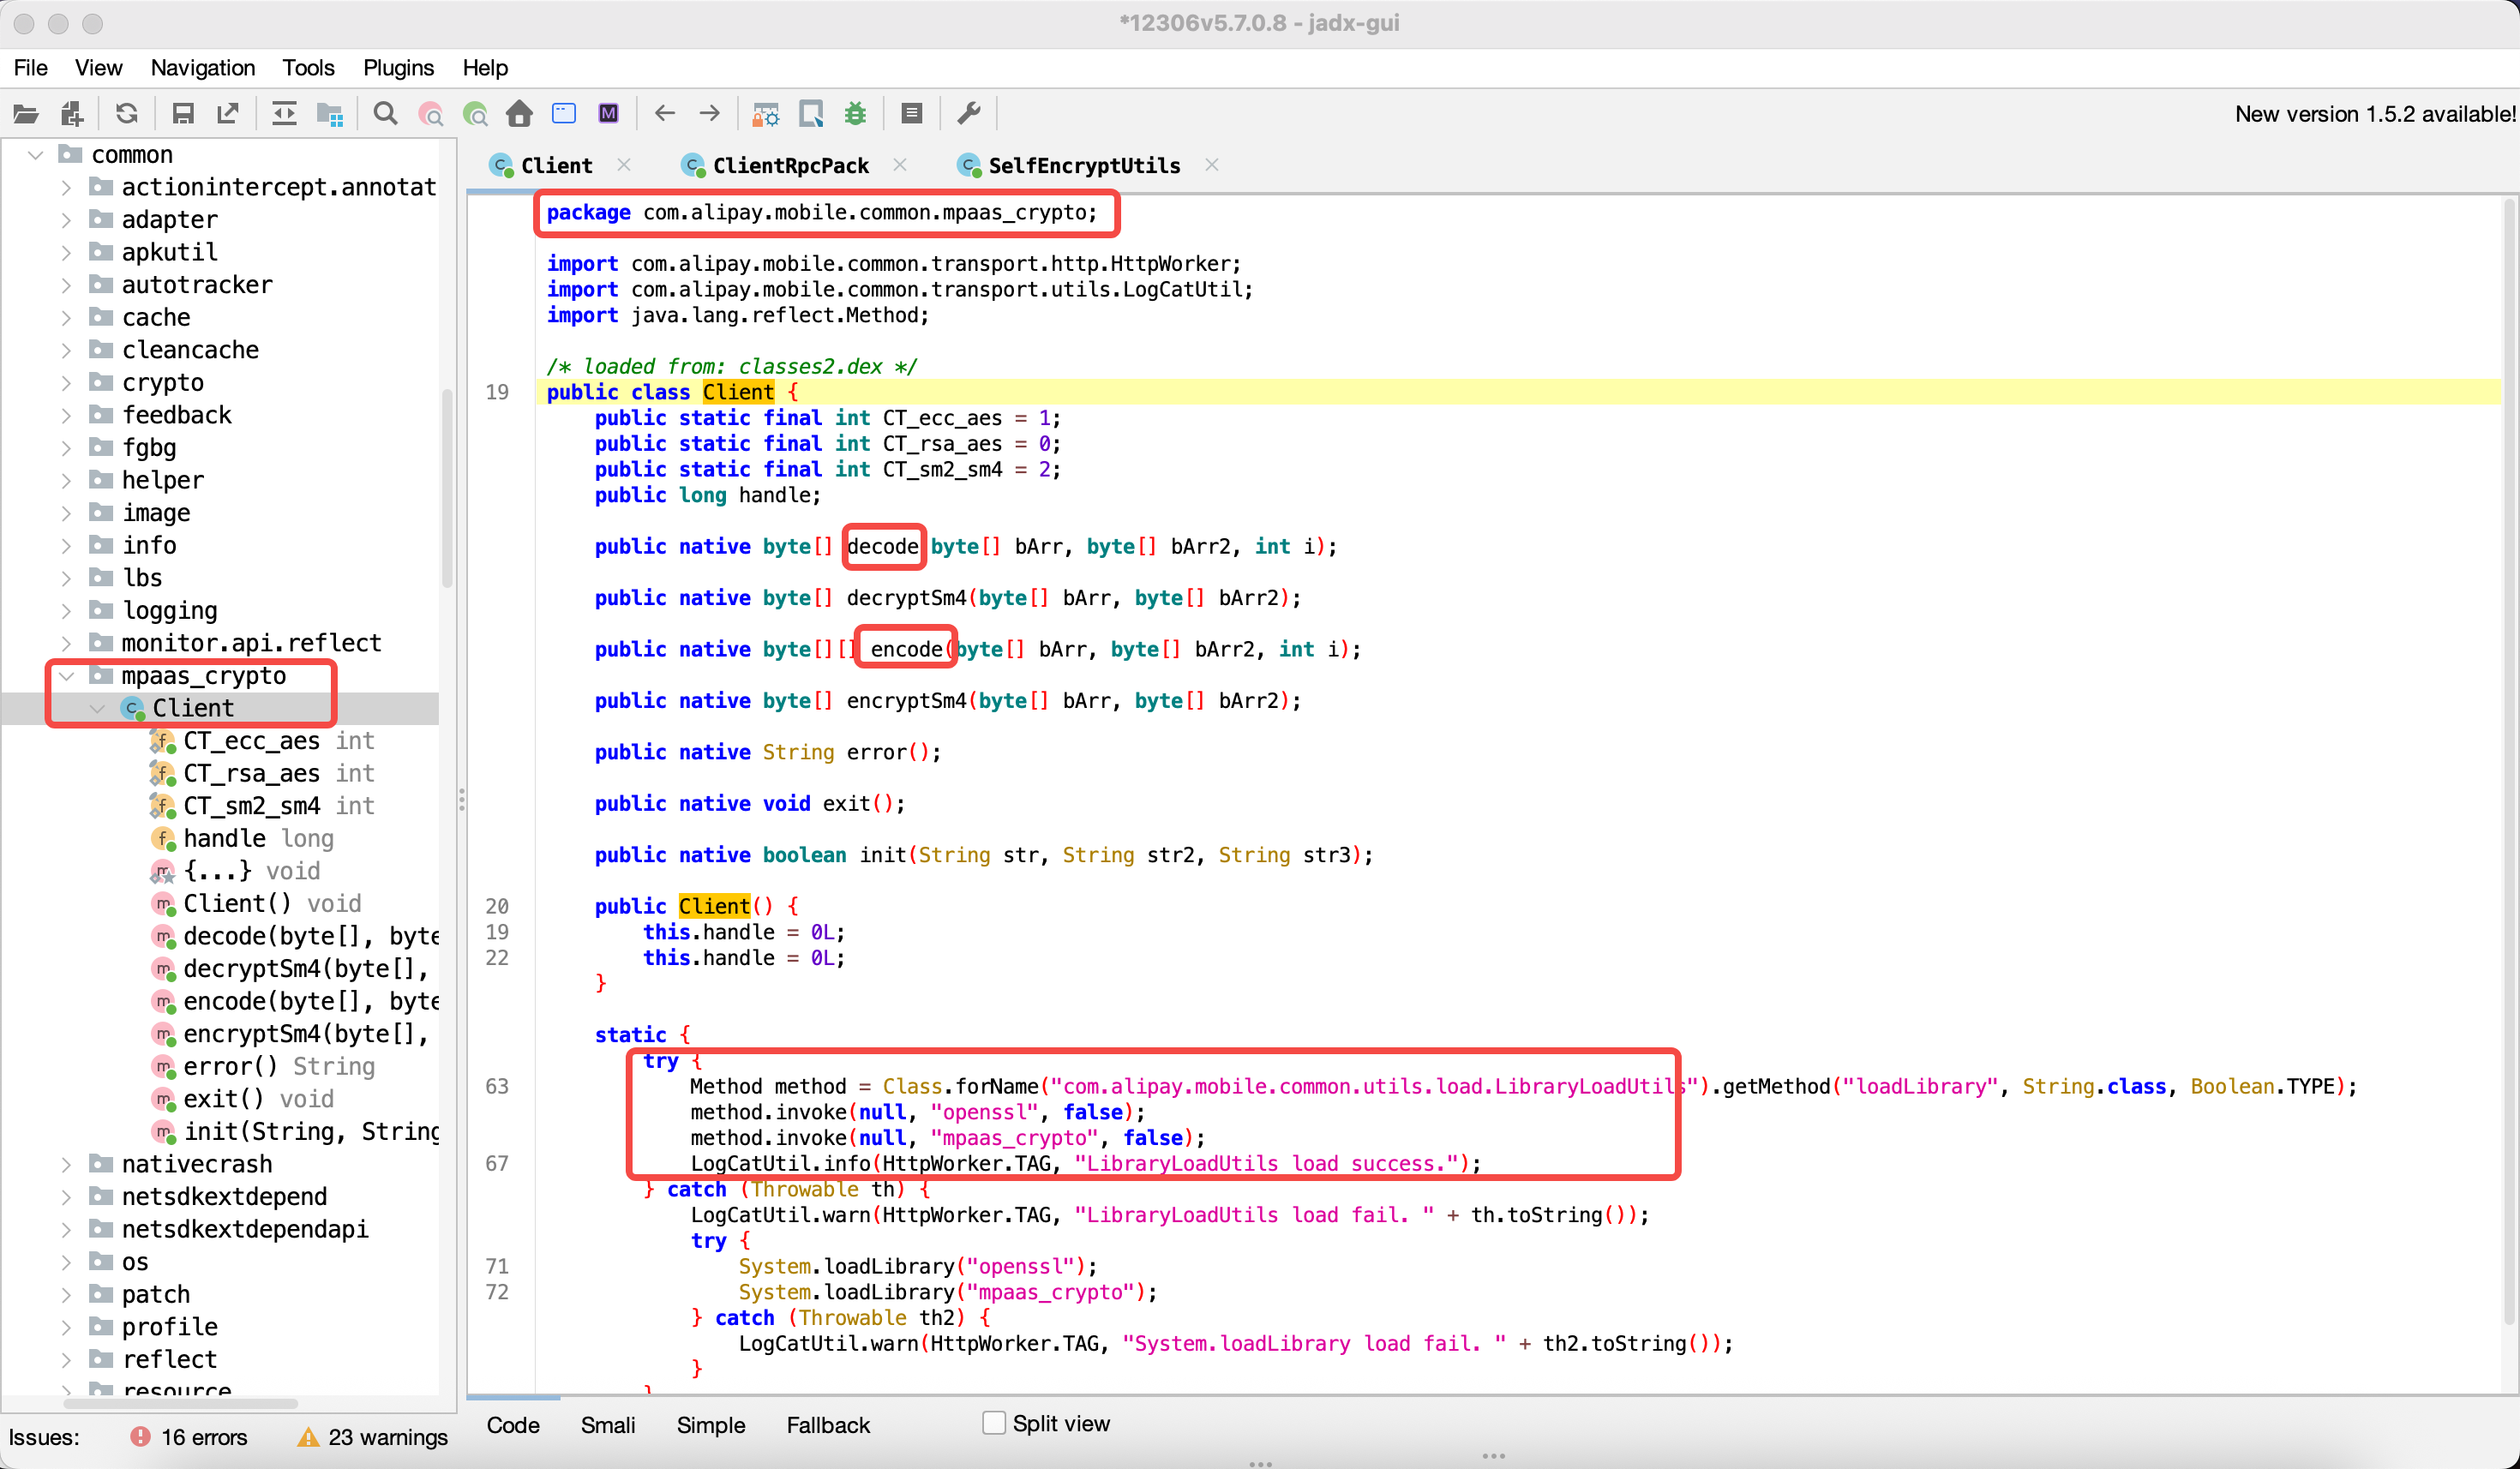 *12306v5.7.0.8 - jadx-gui
File View Navigation Tools Plugins Help
New version 1.5.2 available!
common
actionintercept.annotat
adapter
apkutil
autotracker
cache
cleancache
crypto
feedback
fgbg
helper
image
info
lbs
logging
monitor.api.reflect
mpaas_crypto
Client
CT_ecc_aes int
CT_rsa_aes int
CT_sm2_sm4 int
handle long
{...} void
Client() void
decode(byte[], byte
decryptSm4(byte[],
encode(byte[], byte
encryptSm4(byte[],
error() String
exit() void
init(String, String
nativecrash
netsdkextdepend
netsdkextdependapi
os
patch
profile
reflect
resource
Client ClientRpcPack SelfEncryptUtils
package com.alipay.mobile.common.mpaas_crypto;
import com.alipay.mobile.common.transport.http.HttpWorker;
import com.alipay.mobile.common.transport.utils.LogCatUtil;
import java.lang.reflect.Method;
/* loaded from: classes2.dex */
19 public class Client {
public static final int CT_ecc_aes = 1;
public static final int CT_rsa_aes = 0;
public static final int CT_sm2_sm4 = 2;
public long handle;
public native byte[] decode byte[] bArr, byte[] bArr2, int i);
public native byte[] decryptSm4(byte[] bArr, byte[] bArr2);
public native byte[][] encode(byte[] bArr, byte[] bArr2, int i);
public native byte[] encryptSm4(byte[] bArr, byte[] bArr2);
public native String error();
public native void exit();
public native boolean init(String str, String str2, String str3);
20 public Client() {
19 this.handle = 0L;
22 this.handle = 0L;
}
static {
try {
63 Method method = Class.forName("com.alipay.mobile.common.utils.load.LibraryLoadUtils").getMethod("loadLibrary", String.class, Boolean.TYPE);
method.invoke(null, "openssl", false);
method.invoke(null, "mpaas_crypto", false);
67 LogCatUtil.info(HttpWorker.TAG, "LibraryLoadUtils load success.");
} catch (Throwable th) {
LogCatUtil.warn(HttpWorker.TAG, "LibraryLoadUtils load fail. " + th.toString());
try {
71 System.loadLibrary("openssl");
72 System.loadLibrary("mpaas_crypto");
} catch (Throwable th2) {
LogCatUtil.warn(HttpWorker.TAG, "System.loadLibrary load fail. " + th2.toString());
}
}
Code Smali Simple Fallback Split view
Issues: 16 errors 23 warnings